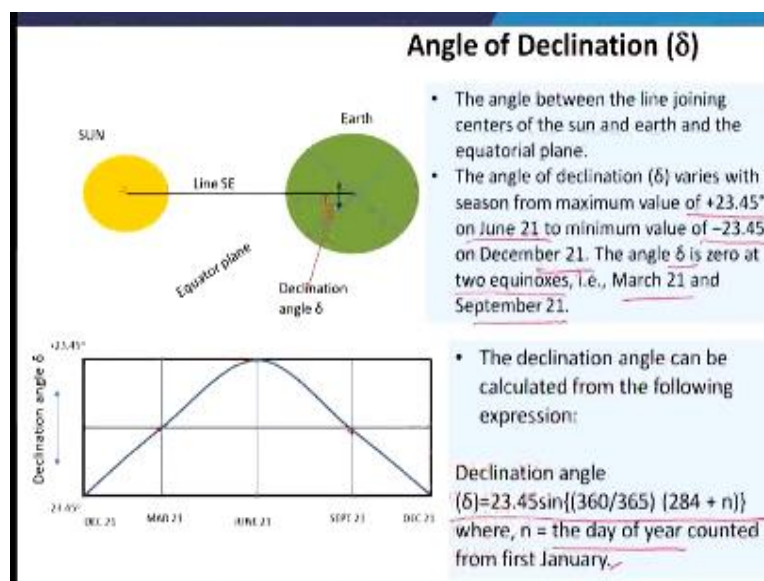 Angle of Declination (δ)
SUN
Earth
Line SE
Equator plane
Declination
angle δ
• The angle between the line joining
centers of the sun and earth and the
equatorial plane.
• The angle of declination (δ) varies with
season from maximum value of +23.45°
on June 21 to minimum value of −23.45
on December 21. The angle δ is zero at
two equinoxes, i.e., March 21 and
September 21.
+23.45°
Declination angle δ
23.45°
DEC 21
MAR 21
JUNE 21
SEPT 21
DEC 21
• The declination angle can be
calculated from the following
expression:
Declination angle
(δ)=23.45sin{(360/365) (284 + n)}
where, n = the day of year counted
from first January.